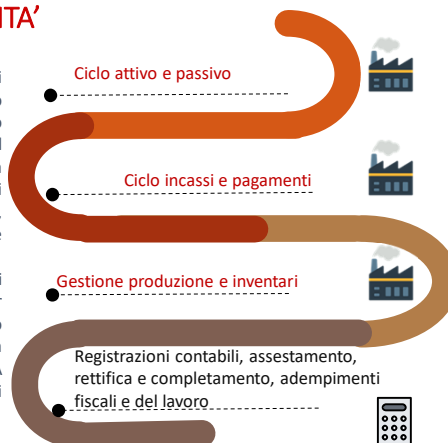 ITA'
Ciclo attivo e passivo
Ciclo incassi e pagamenti
Gestione produzione e inventari
Registrazioni contabili, assestamento,
rettifica e completamento, adempimenti
fiscali e del lavoro